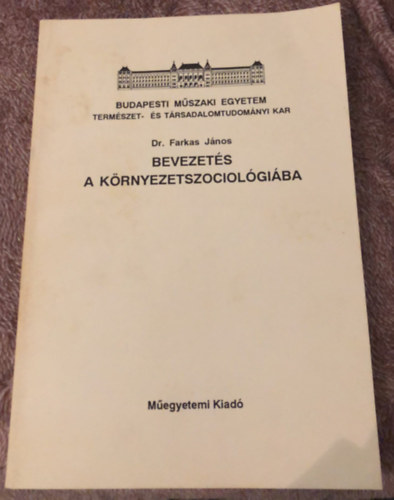 BUDAPESTI MŰSZAKI EGYETEM
TERMÉSZET- ÉS TÁRSADALOMTUDOMÁNYI KAR
Dr. Farkas János
BEVEZETÉS
A KÖRNYEZETSZOCIOLÓGIÁBA
Műegyetemi Kiadó